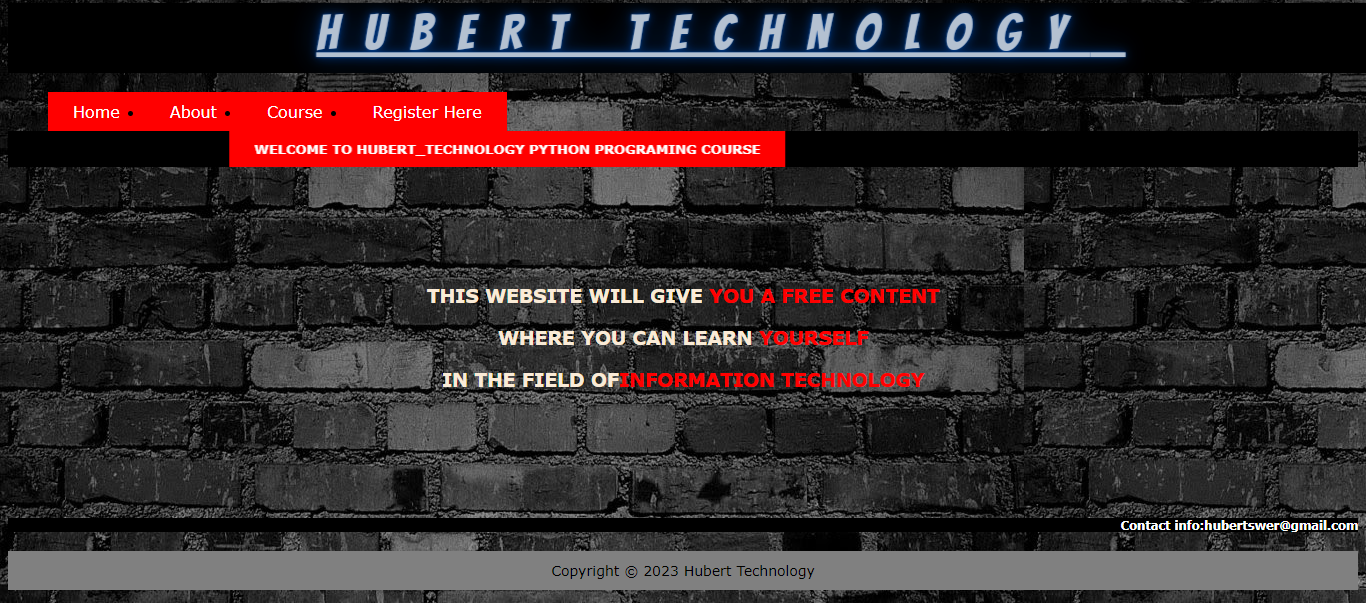 HUBERT TECHNOLOGY
Home • About • Course • Register Here
WELCOME TO HUBERT_TECHNOLOGY PYTHON PROGRAMING COURSE
THIS WEBSITE WILL GIVE YOU A FREE CONTENT
WHERE YOU CAN LEARN YOURSELF
IN THE FIELD OFINFORMATION TECHNOLOGY
Contact info:hubertswer@gmail.com
Copyright © 2023 Hubert Technology